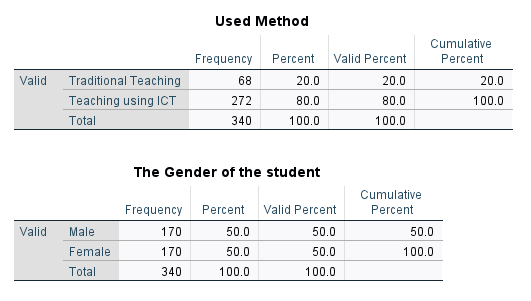 Used Method
Cumulative
Frequency Percent Valid Percent Percent
Valid Traditional Teaching 68 20.0 20.0 20.0
Teaching using ICT 272 80.0 80.0 100.0
Total 340 100.0 100.0
The Gender of the student
Cumulative
Frequency Percent Valid Percent Percent
Valid Male 170 50.0 50.0 50.0
Female 170 50.0 50.0 100.0
Total 340 100.0 100.0